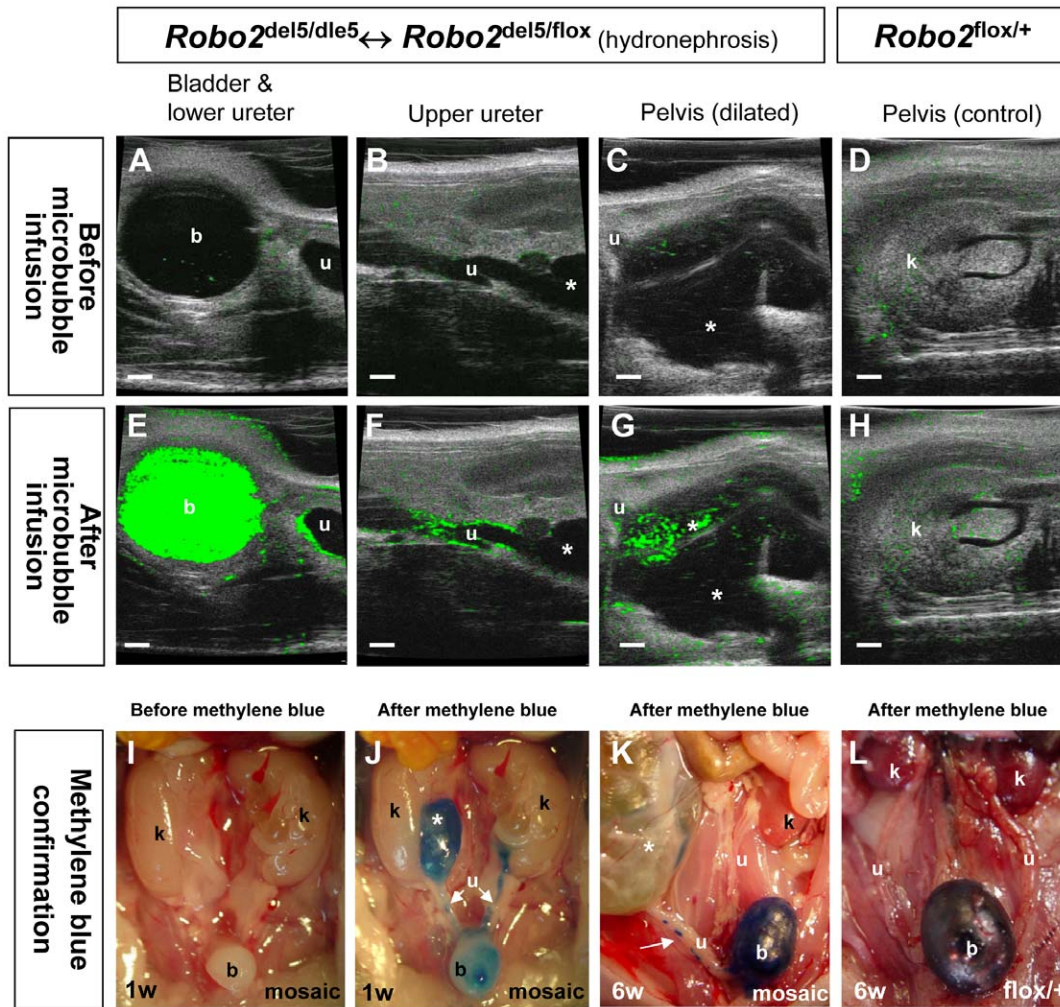 Robo2del5/dle5 ↔ Robo2del5/flox (hydronephrosis)
Robo2flox/+
Bladder &
lower ureter
Upper ureter
Pelvis (dilated)
Pelvis (control)
Before
microbubble
infusion
A
b
u
B
u
*
C
u
*
D
k
After
microbubble
infusion
E
b
u
F
u
*
G
u
*
*
H
k
Methylene blue
confirmation
Before methylene blue
After methylene blue
After methylene blue
After methylene blue
I
k
k
b
1w
mosaic
J
k
*
k
u
b
1w
mosaic
K
*
k
u
u
b
6w
mosaic
L
k
k
u
u
b
6w
flox/+